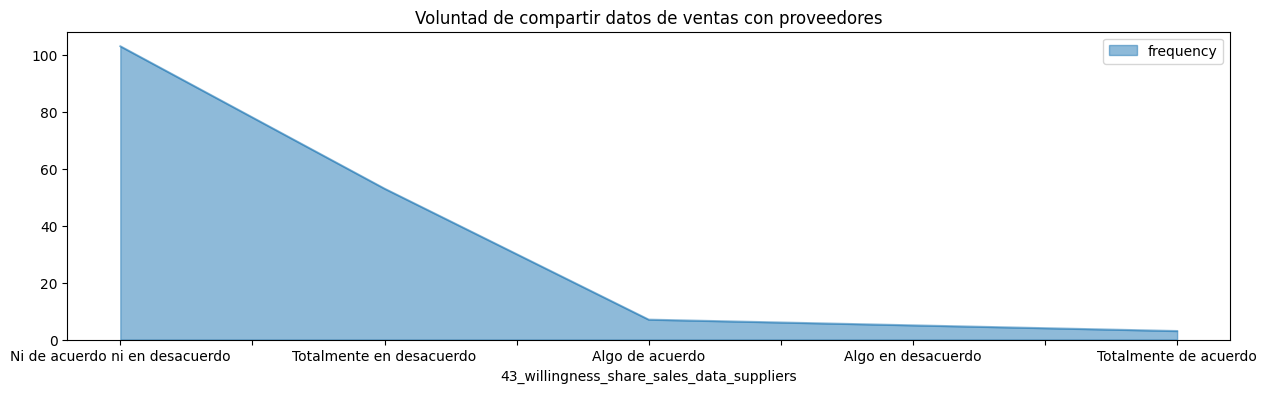 Voluntad de compartir datos de ventas con proveedores
frequency
100
80
60
40
20
0
Ni de acuerdo ni en desacuerdo Totalmente en desacuerdo Algo de acuerdo Algo en desacuerdo Totalmente de acuerdo
43_willingness_share_sales_data_suppliers